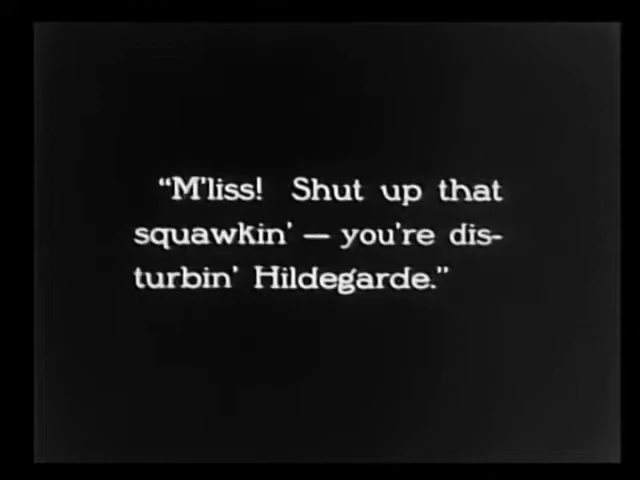 “M’liss! Shut up that
squawkin’ — you’re dis-
turbin’ Hildegarde.”